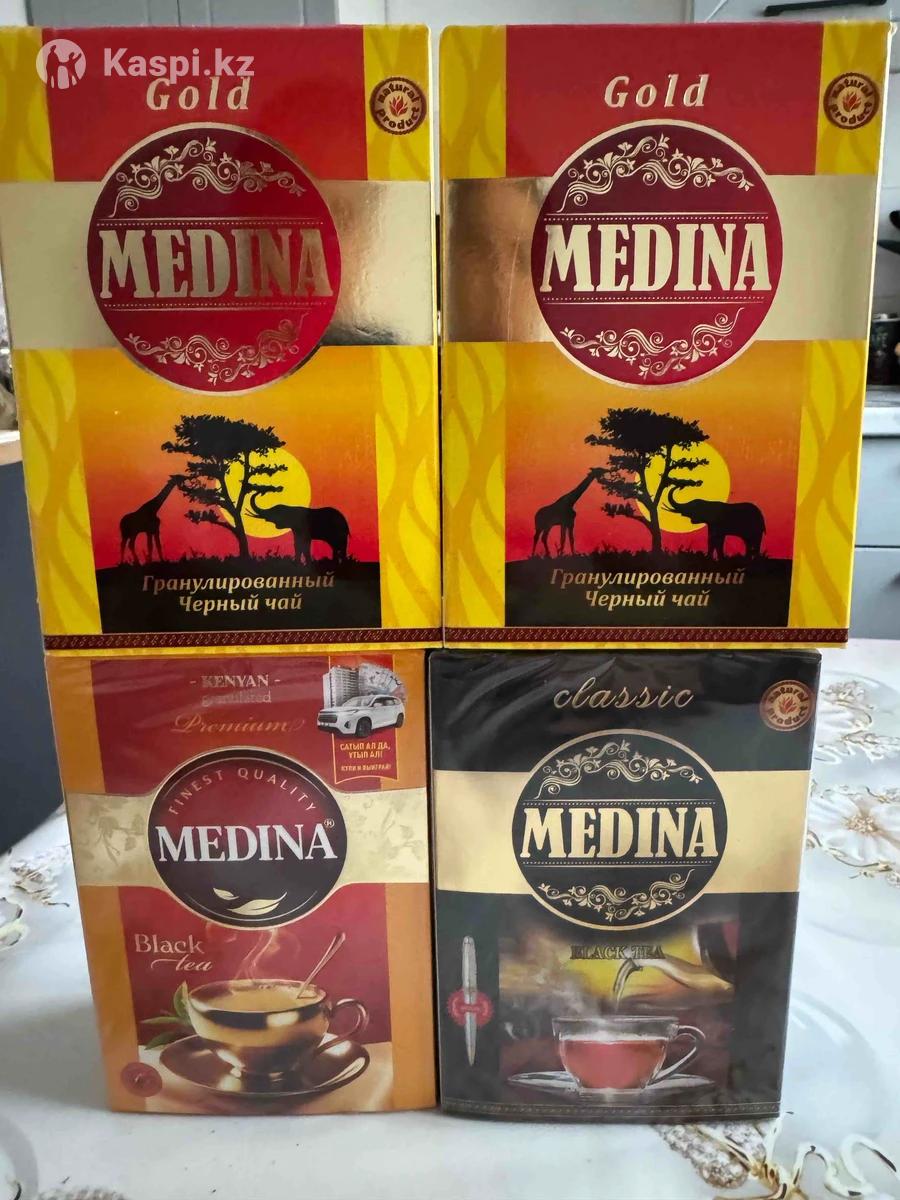 Kaspi.kz
Gold
natural product
MEDINA
Гранулированный
Черный чай
Gold
natural product
MEDINA
Гранулированный
Черный чай
- KENYAN -
granulated
Premium
САТЫП АЛ ДА,
ҰТЫП АЛ!
КУПИ И ВЫИГРАЙ!
FINEST QUALITY
MEDINA®
Black
tea
classic
natural product
MEDINA
BLACK TEA